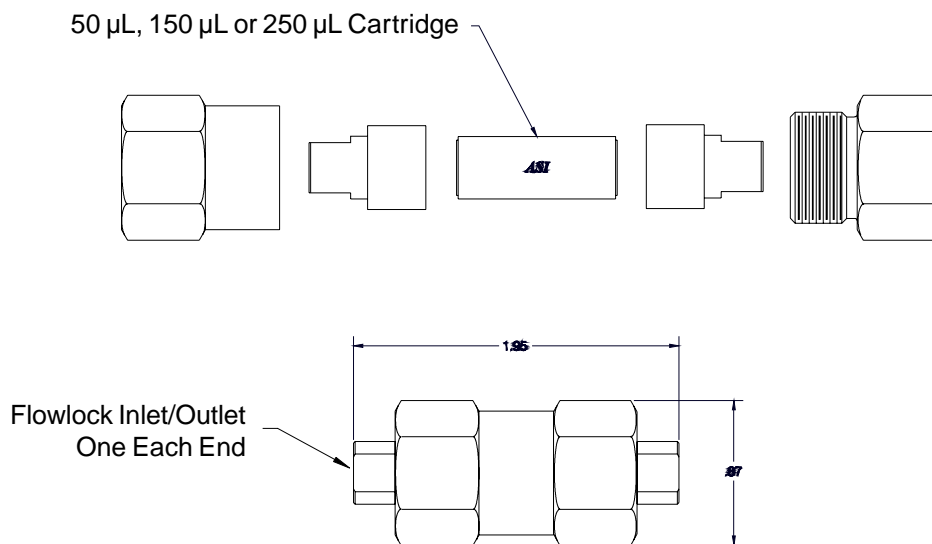 50 µL, 150 µL or 250 µL Cartridge
ASI
1.95
Flowlock Inlet/Outlet
One Each End
.87